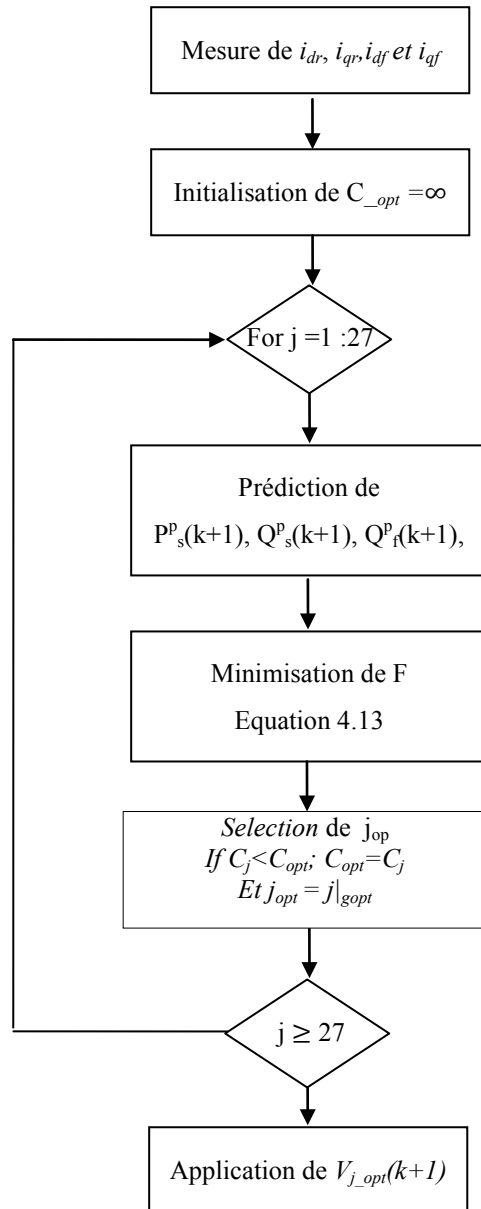 Mesure de i_dr, i_qr,i_df et i_qf
Initialisation de C__opt =∞
For j =1 :27
Prédiction de
P^p_s(k+1), Q^p_s(k+1), Q^p_f(k+1),
Minimisation de F
Equation 4.13
Selection de j_op
If C_j<C_opt; C_opt=C_j
Et j_opt = j|_gopt
j ≥ 27
Application de V_j_opt(k+1)